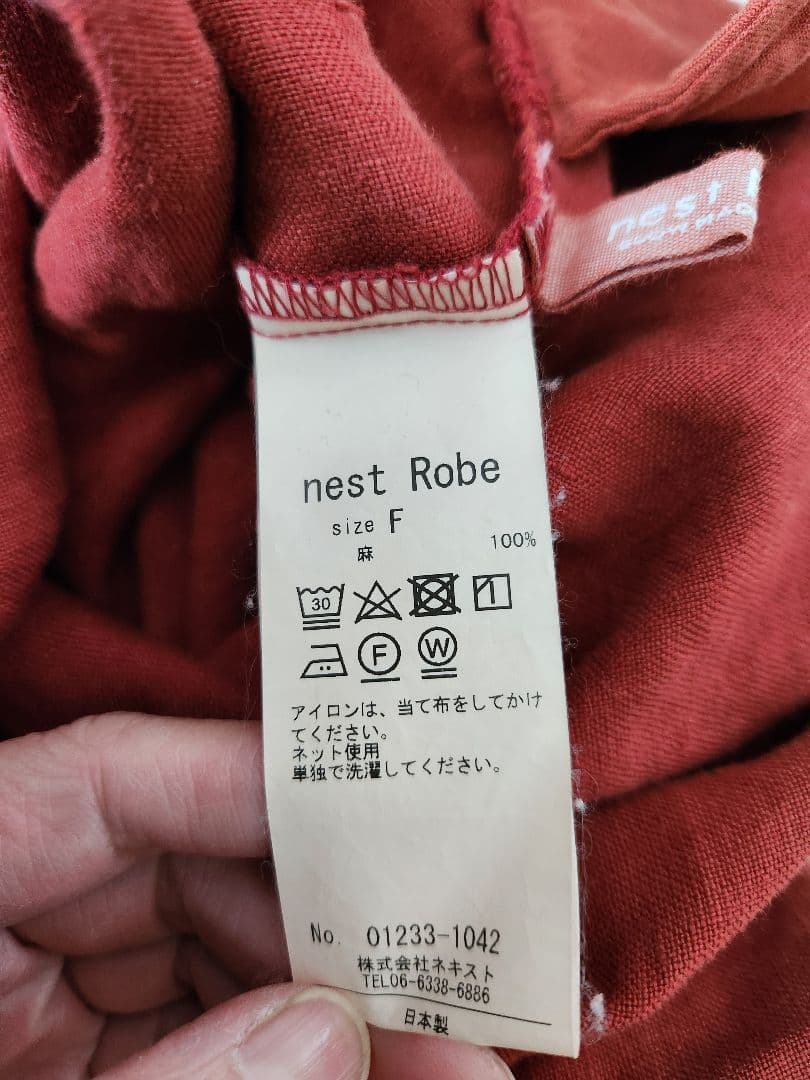 nest
nest Robe
size F
麻 100%
30
F W
アイロンは、当て布をしてかけ
てください。
ネット使用
単独で洗濯してください。
No. 01233-1042
株式会社ネキスト
TEL06-6338-6886
日本製